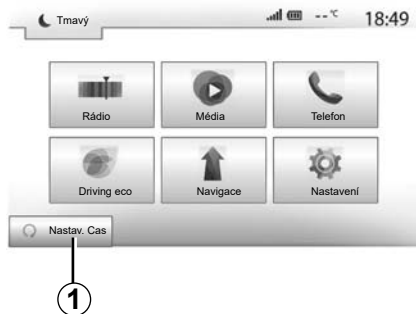 Tmavý
--°C
18:49
Rádio
Média
Telefon
Driving eco
Navigace
Nastavení
Nastav. Cas
1